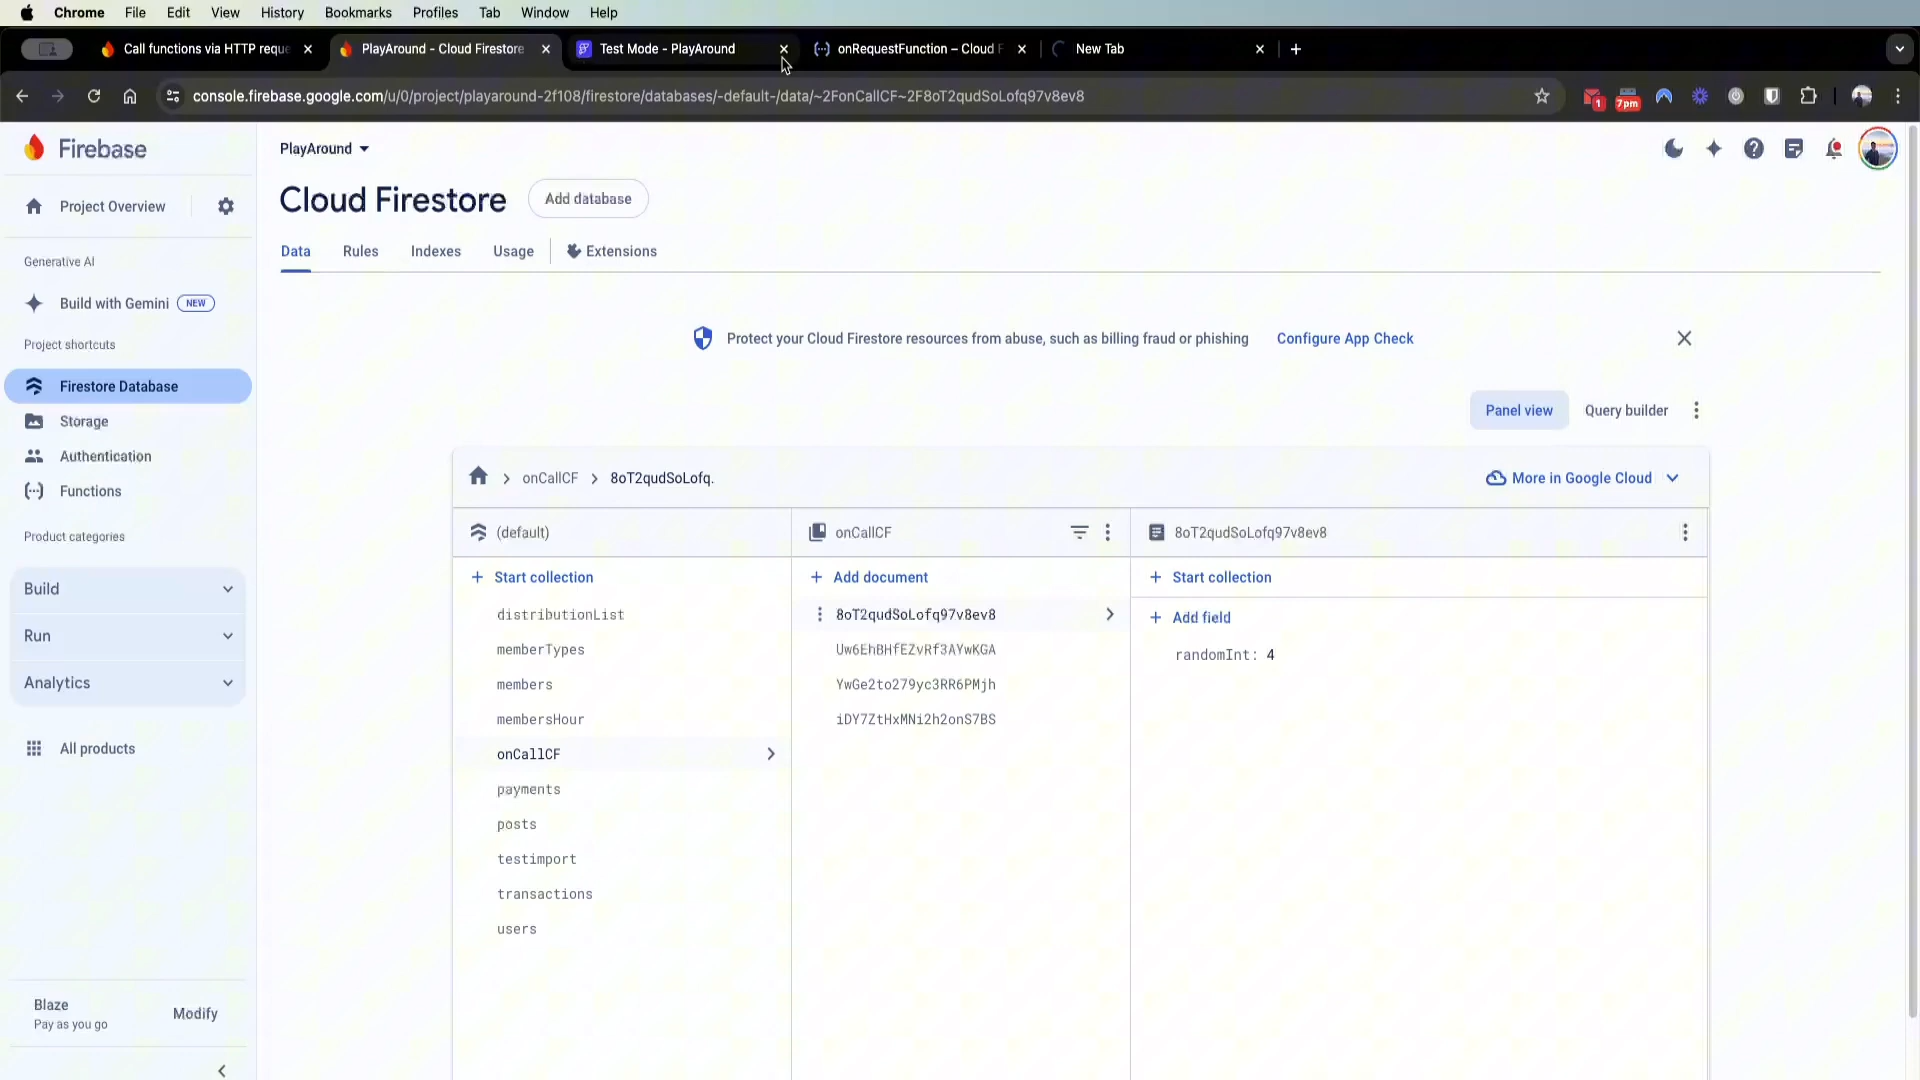 Chrome File Edit View History Bookmarks Profiles Tab Window Help
Call functions via HTTP reque
PlayAround - Cloud Firestore
Test Mode - PlayAround
onRequestFunction – Cloud F
New Tab
console.firebase.google.com/u/0/project/playaround-2f108/firestore/databases/-default-/data/~2FonCallCF~2F8oT2qudSoLofq97v8ev8
1
7pm
Firebase
PlayAround
Project Overview
Cloud Firestore
Add database
Data Rules Indexes Usage Extensions
Generative AI
Build with Gemini NEW
Project shortcuts
Firestore Database
Storage
Authentication
Functions
Product categories
Build
Run
Analytics
All products
Blaze
Pay as you go
Modify
Protect your Cloud Firestore resources from abuse, such as billing fraud or phishing
Configure App Check
Panel view
Query builder
onCallCF
8oT2qudSoLofq.
More in Google Cloud
(default)
Start collection
distributionList
memberTypes
members
membersHour
onCallCF
payments
posts
testimport
transactions
users
onCallCF
Add document
8oT2qudSoLofq97v8ev8
Uw6EhBHfEZvRf3AYwKGA
YwGe2to279yc3RR6PMjh
iDY7ZtHxMNi2h2onS7BS
8oT2qudSoLofq97v8ev8
Start collection
Add field
randomInt: 4